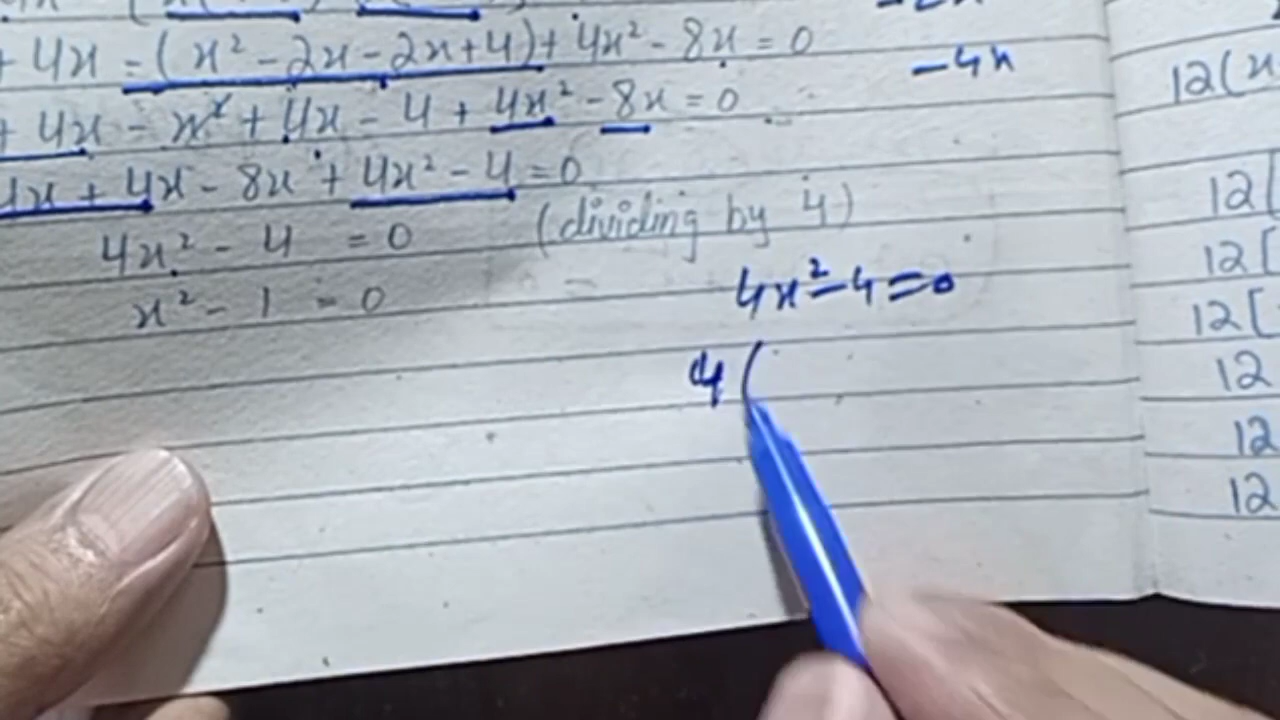 + 4x - (x² - 2x - 2x + 4) + 4x² - 8x = 0
- 4x
+ 4x - x² + 4x - 4 + 4x² - 8x = 0
4x + 4x - 8x + 4x² - 4 = 0
4x² - 4 = 0 (dividing by 4)
x² - 1 = 0
4x² - 4 = 0
4 (
12(x
12[
12[
12[
12
12
12